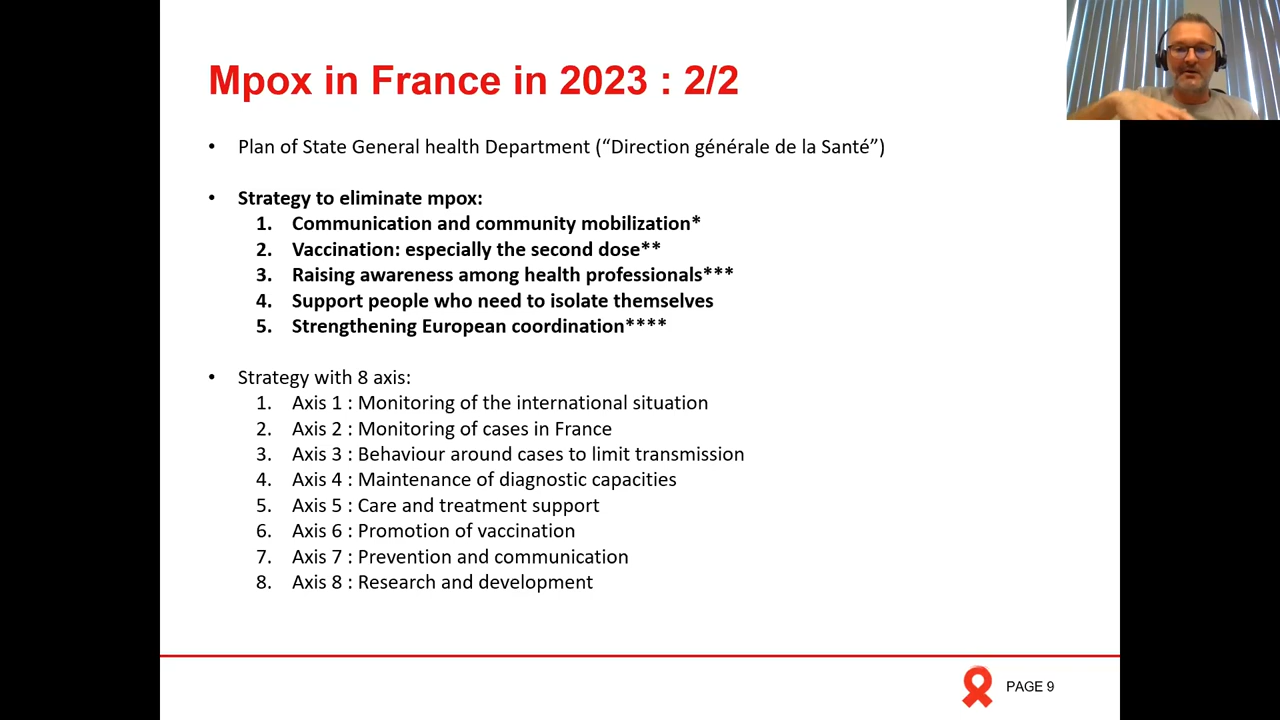 Mpox in France in 2023 : 2/2
• Plan of State General health Department (“Direction générale de la Santé”)
• Strategy to eliminate mpox:
1. Communication and community mobilization*
2. Vaccination: especially the second dose**
3. Raising awareness among health professionals***
4. Support people who need to isolate themselves
5. Strengthening European coordination****
• Strategy with 8 axis:
1. Axis 1 : Monitoring of the international situation
2. Axis 2 : Monitoring of cases in France
3. Axis 3 : Behaviour around cases to limit transmission
4. Axis 4 : Maintenance of diagnostic capacities
5. Axis 5 : Care and treatment support
6. Axis 6 : Promotion of vaccination
7. Axis 7 : Prevention and communication
8. Axis 8 : Research and development
PAGE 9